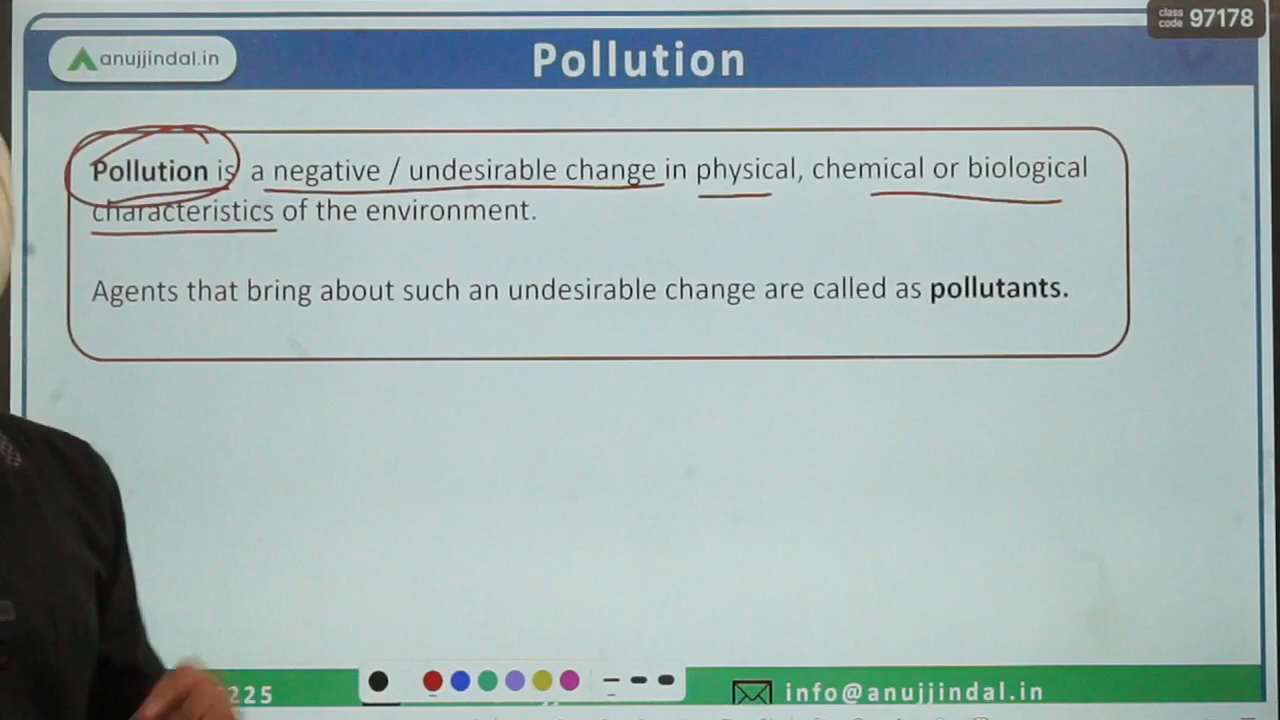 class code 97178
anujjindal.in
Pollution
Pollution is a negative / undesirable change in physical, chemical or biological
characteristics of the environment.
Agents that bring about such an undesirable change are called as pollutants.
225
info@anujjindal.in